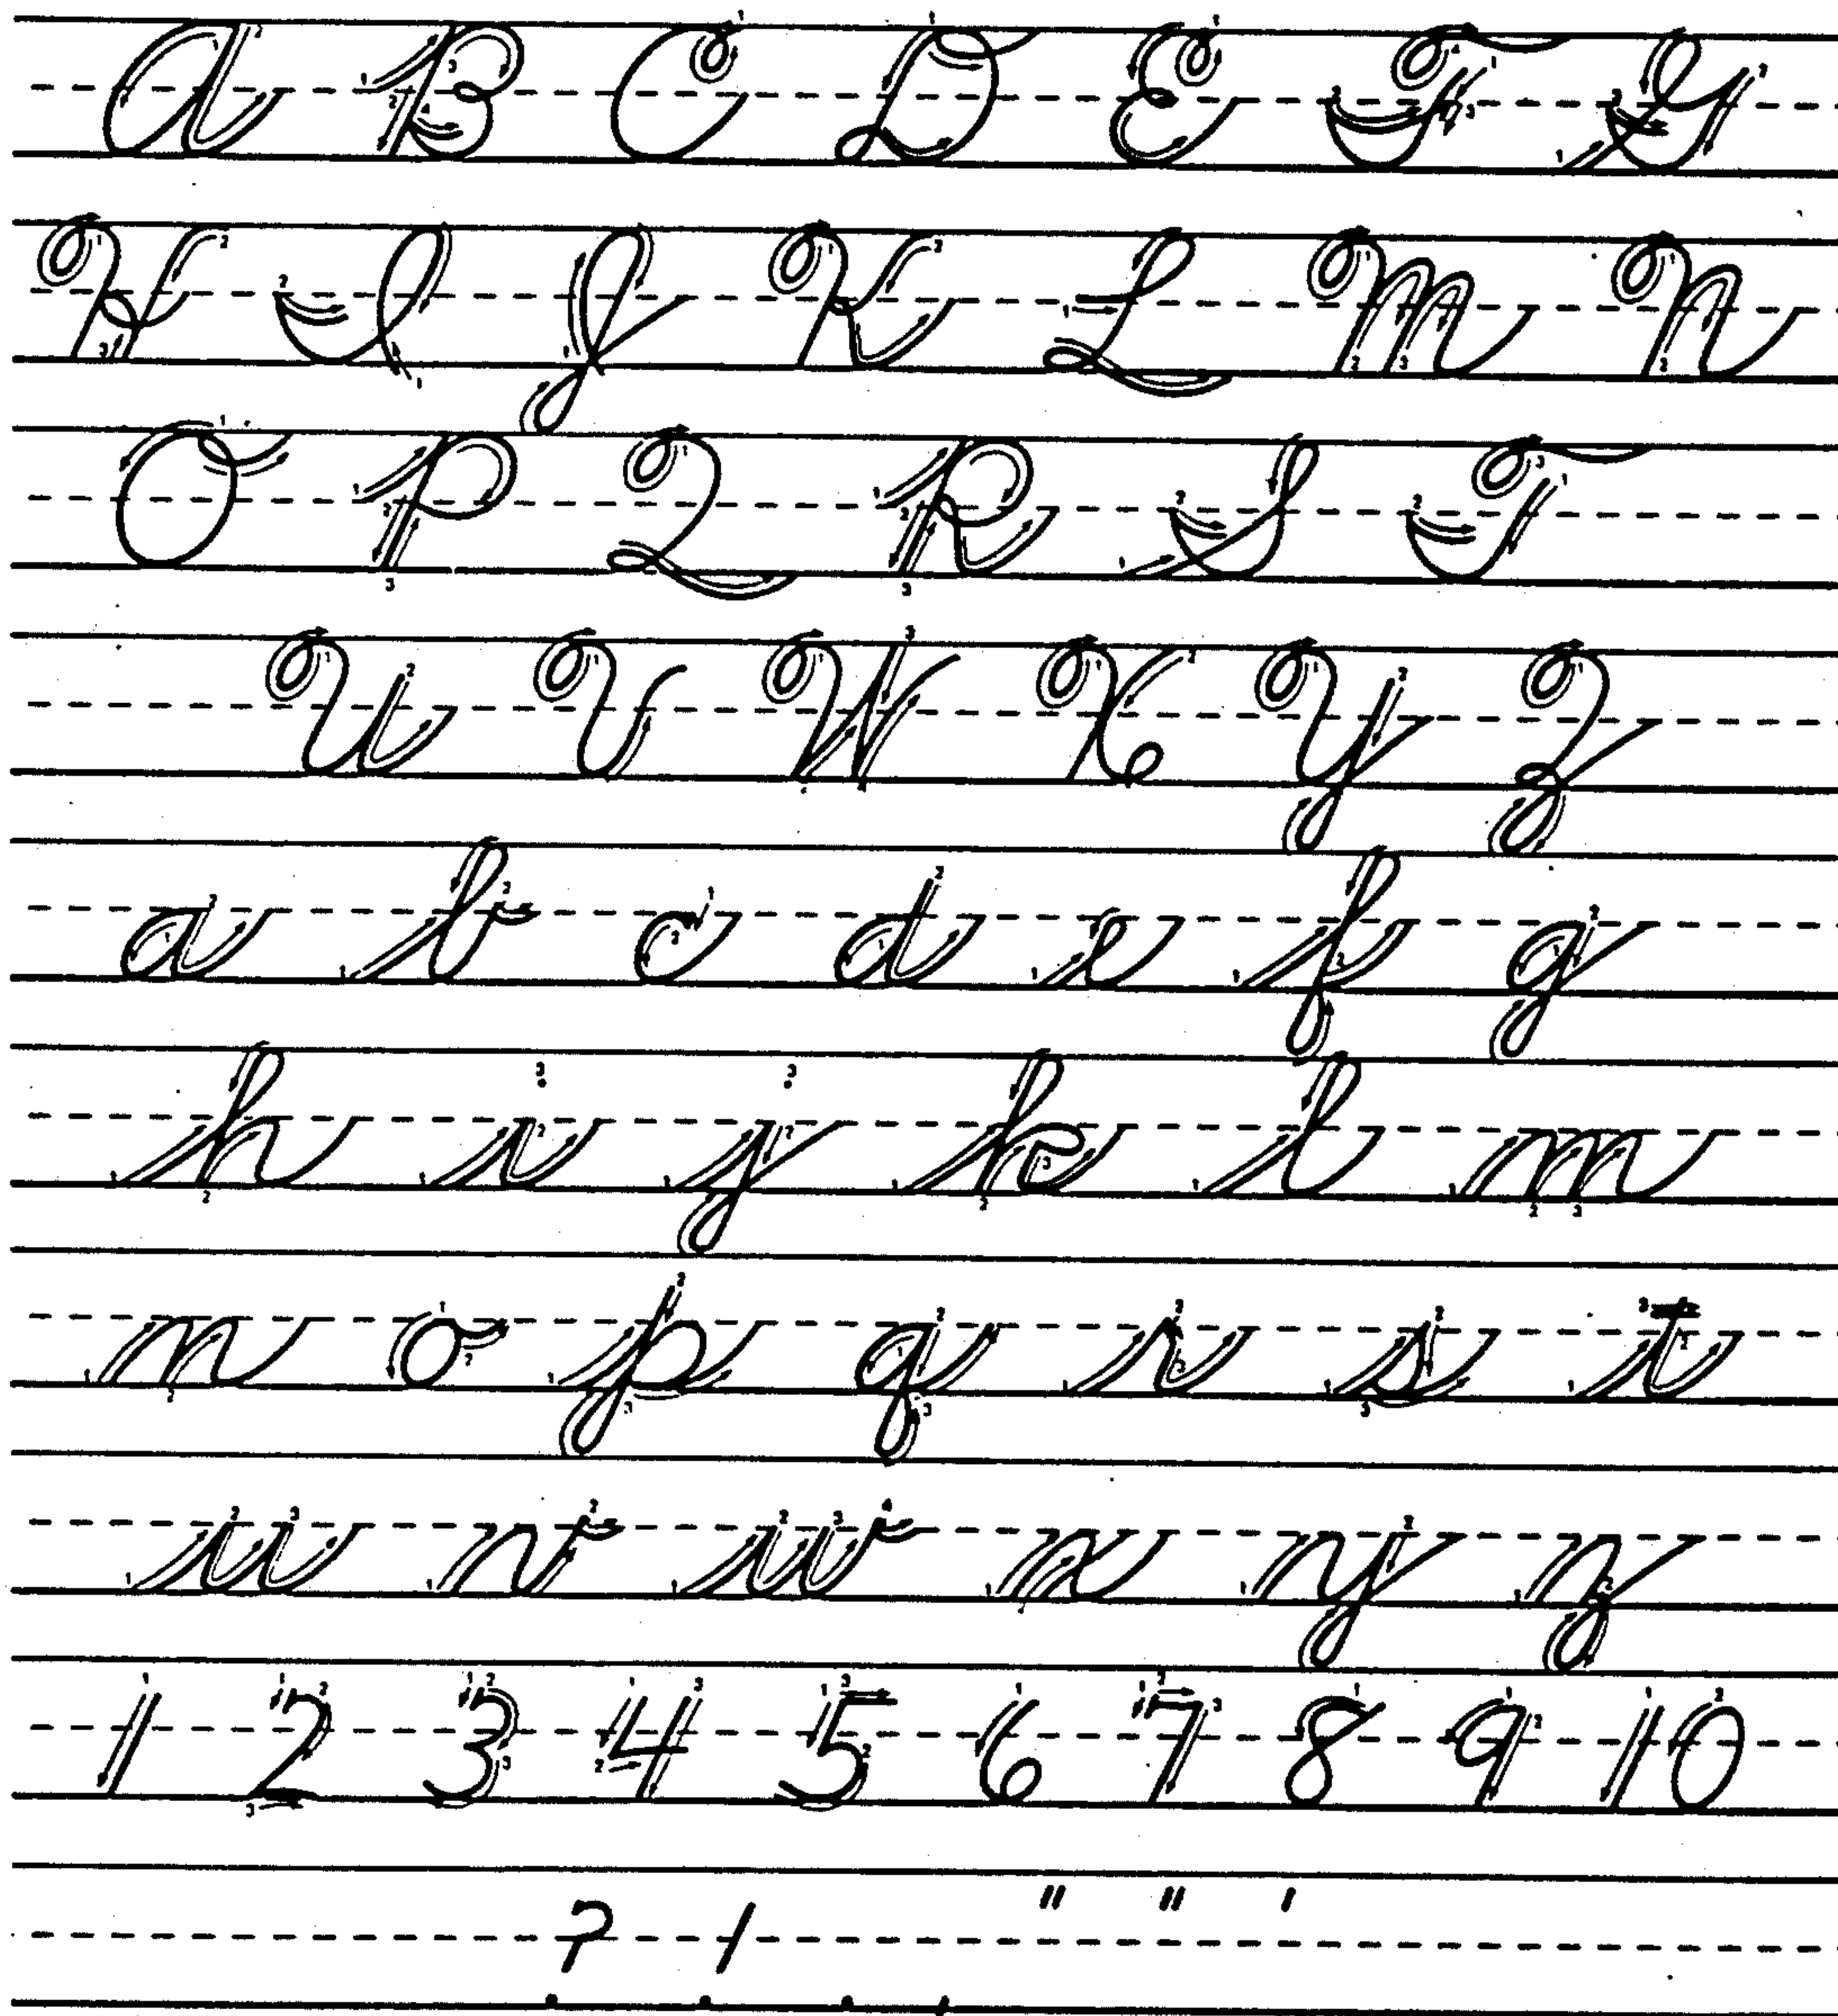 A B C D E F G
H I J K L M N
O P Q R S T
U V W X Y Z
a b c d e f g
h i j k l m
n o p q r s t
u v w x y z
1 2 3 4 5 6 7 8 9 10
? ! . , " " '